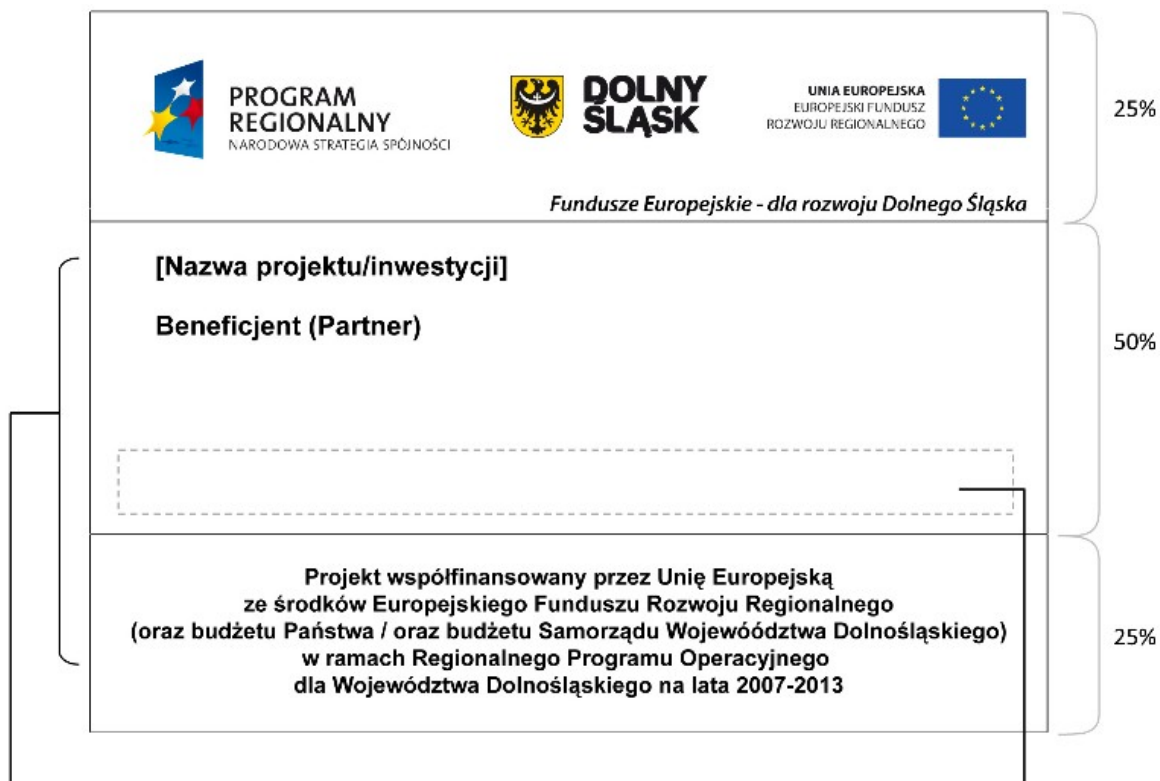 PROGRAM
REGIONALNY
NARODOWA STRATEGIA SPÓJNOŚCI
DOLNY
ŚLĄSK
UNIA EUROPEJSKA
EUROPEJSKI FUNDUSZ
ROZWOJU REGIONALNEGO
25%
Fundusze Europejskie - dla rozwoju Dolnego Śląska
[Nazwa projektu/inwestycji]
Beneficjent (Partner)
50%
Projekt współfinansowany przez Unię Europejską
ze środków Europejskiego Funduszu Rozwoju Regionalnego
(oraz budżetu Państwa / oraz budżetu Samorządu Wojewóództwa Dolnośląskiego)
w ramach Regionalnego Programu Operacyjnego
dla Województwa Dolnośląskiego na lata 2007-2013
25%